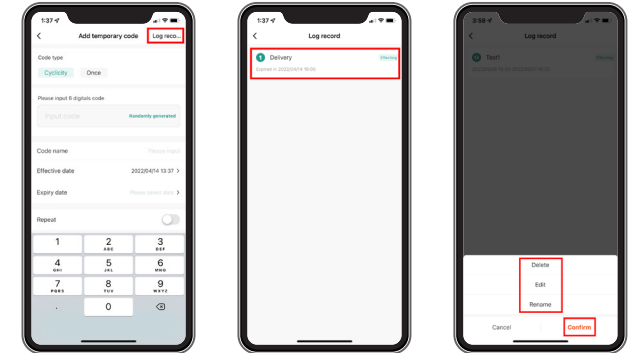 1:37
Add temporary code
Log reco...
Code type
Cyclicity
Once
Please input 6 digitals code
Input code
Randomly generated
Code name
Please input
Effective date
2022/04/14 13:37
Expiry date
Please select date
Repeat
1
2
ABC
3
DEF
4
GHI
5
JKL
6
MNO
7
PQRS
8
TUV
9
WXYZ
.
0
1:37
Log record
1
Delivery
Effecting
Expired in 2022/04/14 19:00
3:58
Log record
Test1
Delete
Edit
Rename
Cancel
Confirm